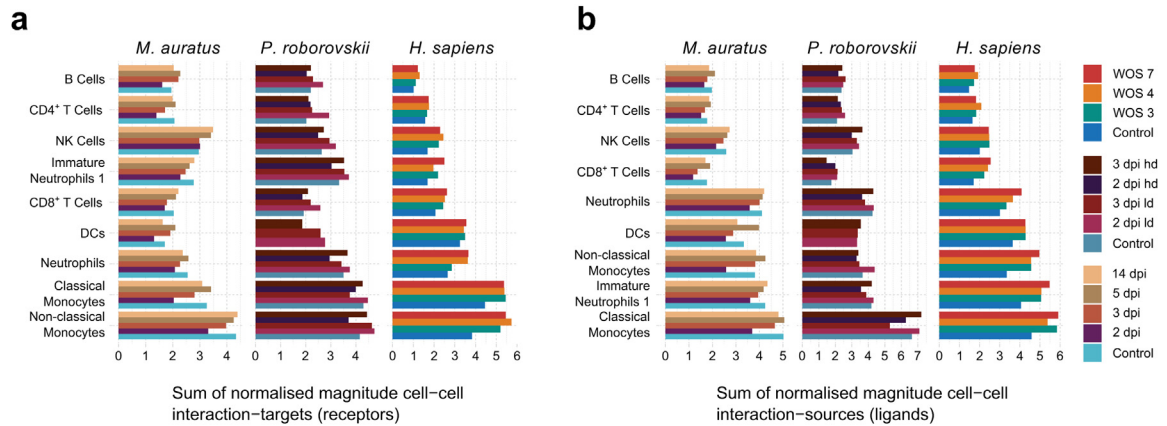 a
M. auratus P. roborovskii H. sapiens
B Cells
CD4⁺ T Cells
NK Cells
Immature
Neutrophils 1
CD8⁺ T Cells
DCs
Neutrophils
Classical
Monocytes
Non−classical
Monocytes
0 1 2 3 4 0 1 2 3 4 0 1 2 3 4 5 6
Sum of normalised magnitude cell−cell
interaction−targets (receptors)
b
M. auratus P. roborovskii H. sapiens
B Cells
CD4⁺ T Cells
NK Cells
CD8⁺ T Cells
Neutrophils
DCs
Non−classical
Monocytes
Immature
Neutrophils 1
Classical
Monocytes
0 1 2 3 4 5 0 1 2 3 4 5 6 7 0 1 2 3 4 5 6
Sum of normalised magnitude cell−cell
interaction−sources (ligands)
WOS 7
WOS 4
WOS 3
Control
3 dpi hd
2 dpi hd
3 dpi ld
2 dpi ld
Control
14 dpi
5 dpi
3 dpi
2 dpi
Control